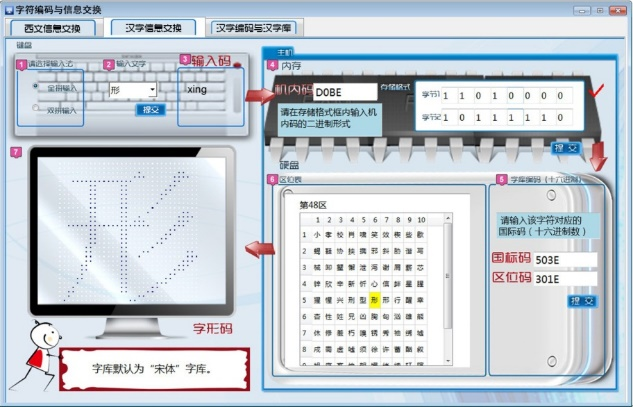 字符编码与信息交换
西文信息交换
汉字信息交换
汉字编码与汉字库
键盘
1 请选择输入法
2 输入文字
3 输入码
全拼输入
双拼输入
形
xing
提交
主机
4 内存
机内码 D0BE
存储格式
请在存储格式框内输入机
内码的二进制形式
字节1 1 1 0 1 0 0 0 0
字节2 1 0 1 1 1 1 1 0
提交
硬盘
7
字形码
字库默认为“宋体”字库。
6 区位表
第48区
1 2 3 4 5 6 7 8 9 10
1 小 孝 校 肖 啸 笑 效 楔 些 歇
2 蝎 鞋 协 挟 携 邪 斜 胁 谐 写
3 械 卸 蟹 懈 泄 泻 谢 屑 薪 芯
4 锌 欣 辛 新 忻 心 信 衅 星 腥
5 猩 惺 兴 刑 型 形 邢 行 醒 幸
6 杏 性 姓 兄 凶 胸 匈 汹 雄 熊
7 休 修 羞 朽 嗅 锈 秀 袖 绣 墟
8 戌 需 虚 嘘 须 徐 许 蓄 酗 叙
5 字库编码（十六进制）
请输入该字符对应的
国际码（十六进制数）
国标码 503E
区位码 301E
提交